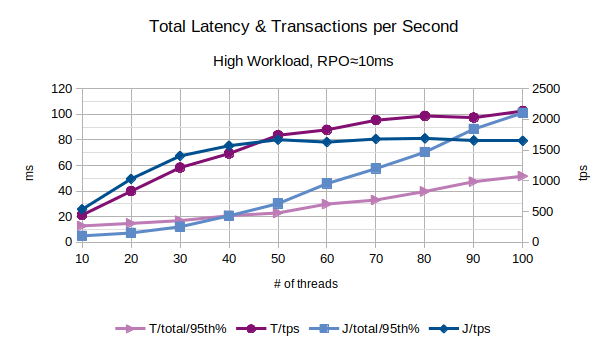 Total Latency & Transactions per Second
High Workload, RPO≈10ms
120 2500
100 2000
80 1500
60 1000
40 500
20 0
0
ms
tps
10 20 30 40 50 60 70 80 90 100
# of threads
T/total/95th% T/tps J/total/95th% J/tps